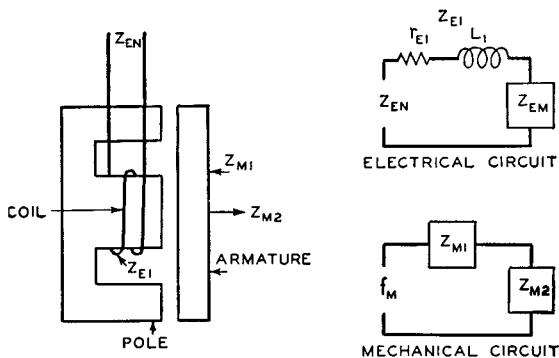 Z_EN
COIL
Z_E1
POLE
Z_M1
Z_M2
ARMATURE
Z_E1
r_E1 L_1
Z_EN
Z_EM
ELECTRICAL CIRCUIT
Z_M1
f_M
Z_M2
MECHANICAL CIRCUIT